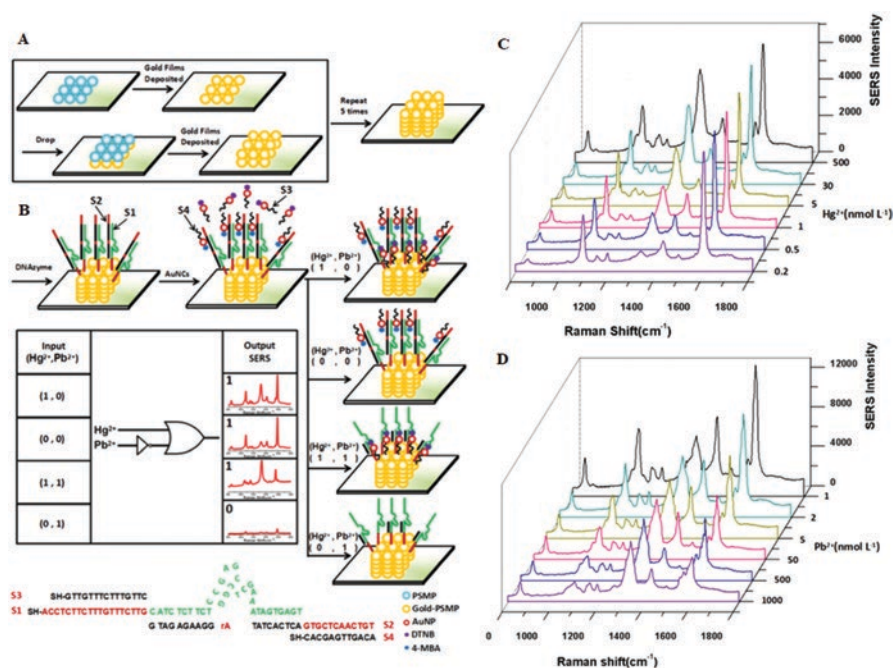 A
Gold Films
Deposited
Drop
Gold Films
Deposited
Repeat
5 times
B
S2
S1
S4
S3
DNAzyme
AuNCs
(Hg²⁺, Pb²⁺)
( 1 , 0 )
(Hg²⁺, Pb²⁺)
( 0 , 0 )
(Hg²⁺, Pb²⁺)
( 1 , 1 )
(Hg²⁺, Pb²⁺)
( 0 , 1 )
Input
(Hg²⁺,Pb²⁺)
Output
SERS
(1, 0)
(0, 0)
(1, 1)
(0, 1)
Hg²⁺
Pb²⁺
1
1
1
0
S3 SH-GTTGTTTCTTTGTTC
S1 SH-ACCTCTTCTTTGTTTCTTG CATC TCT TCT ATAGTGAGT
G TAG AGAAGG rA TATCACTCA GTGCTCAACTGT S2
SH-CACGAGTTGACA S4
PSMP
Gold-PSMP
AuNP
DTNB
4-MBA
C
6000
4000
2000
0
SERS Intensity
500
30
5
1
0.5
0.2
Hg²⁺(nmol L⁻¹)
1000 1200 1400 1600 1800
Raman Shift(cm⁻¹)
D
12000
8000
4000
0
SERS Intensity
1
2
5
50
500
1000
Pb²⁺(nmol L⁻¹)
0 1000 1200 1400 1600 1800
Raman shift(cm⁻¹)